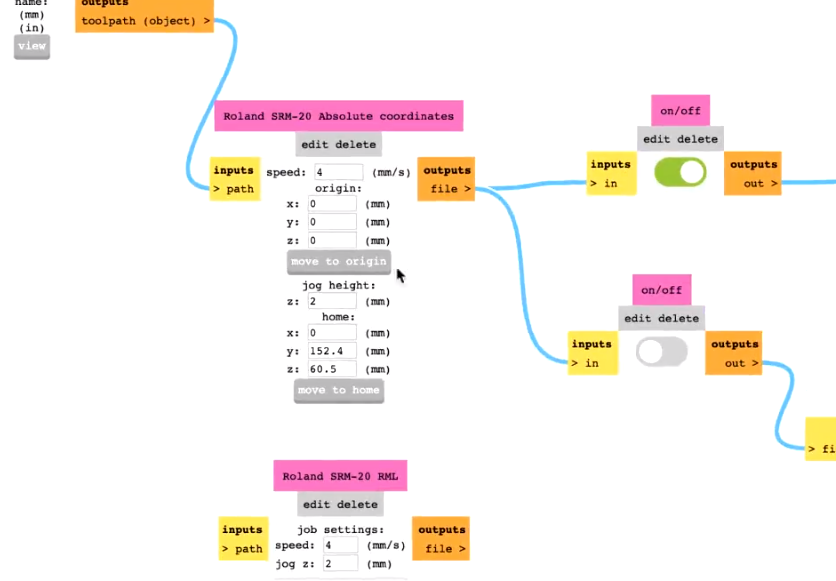 name:
(mm)
(in)
view
outputs
toolpath (object) >
Roland SRM-20 Absolute coordinates
edit delete
inputs
> path
speed: 4 (mm/s)
origin:
x: 0 (mm)
y: 0 (mm)
z: 0 (mm)
move to origin
jog height:
z: 2 (mm)
home:
x: 0 (mm)
y: 152.4 (mm)
z: 60.5 (mm)
move to home
outputs
file >
on/off
edit delete
inputs
> in
outputs
out >
on/off
edit delete
inputs
> in
outputs
out >
> fi
Roland SRM-20 RML
edit delete
inputs
> path
job settings:
speed: 4 (mm/s)
jog z: 2 (mm)
outputs
file >